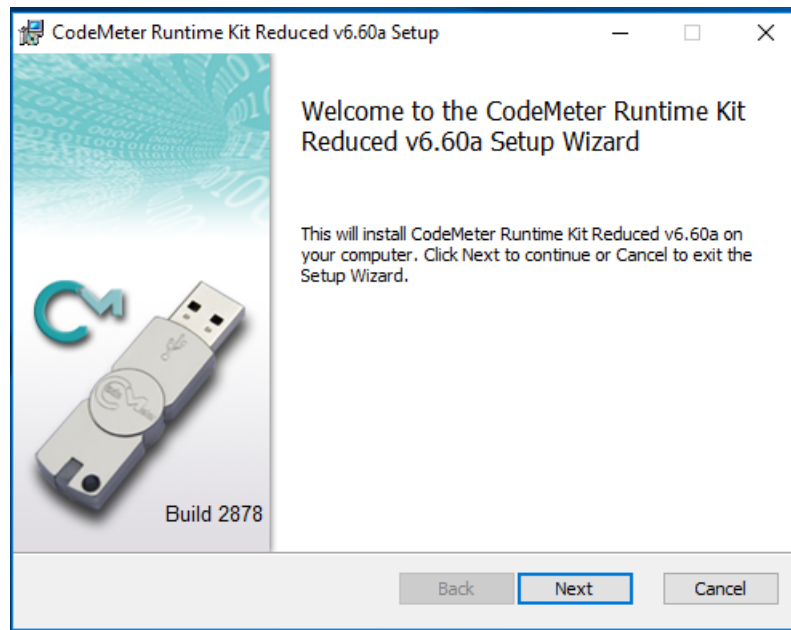 CodeMeter Runtime Kit Reduced v6.60a Setup
Welcome to the CodeMeter Runtime Kit
Reduced v6.60a Setup Wizard
This will install CodeMeter Runtime Kit Reduced v6.60a on
your computer. Click Next to continue or Cancel to exit the
Setup Wizard.
CM
Build 2878
Back
Next
Cancel